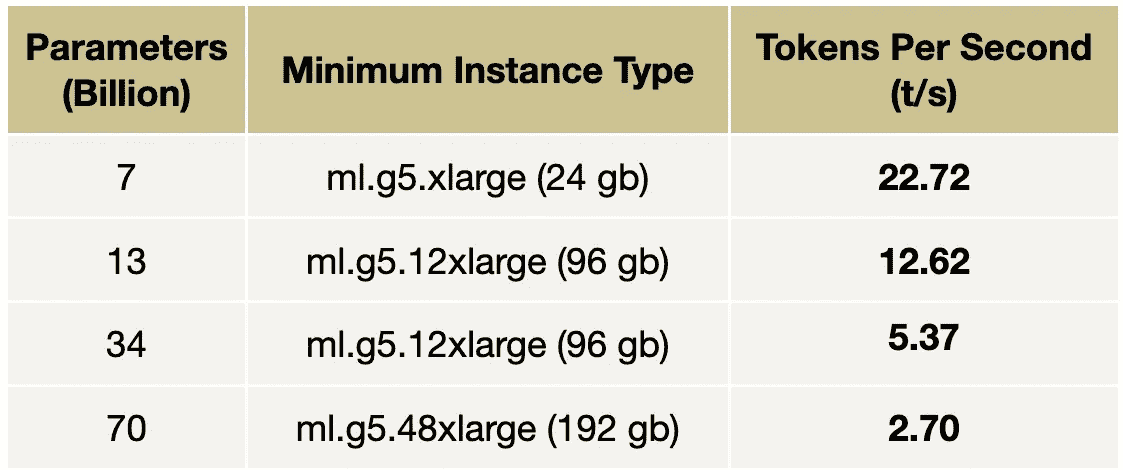 Parameters
(Billion)
Minimum Instance Type
Tokens Per Second
(t/s)
7
ml.g5.xlarge (24 gb)
22.72
13
ml.g5.12xlarge (96 gb)
12.62
34
ml.g5.12xlarge (96 gb)
5.37
70
ml.g5.48xlarge (192 gb)
2.70